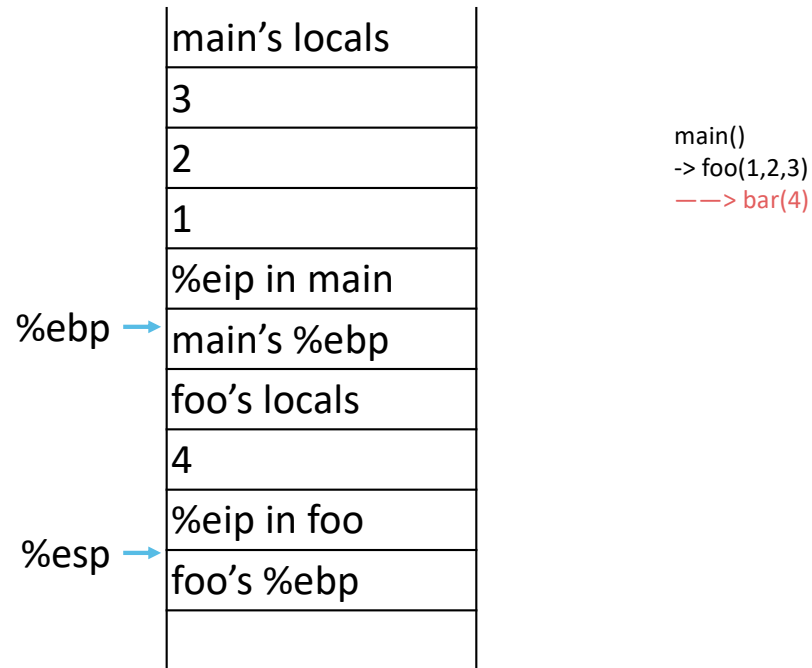 main’s locals
3
2
1
%eip in main
%ebp
main’s %ebp
foo’s locals
4
%eip in foo
%esp
foo’s %ebp
main()
-> foo(1,2,3)
——> bar(4)